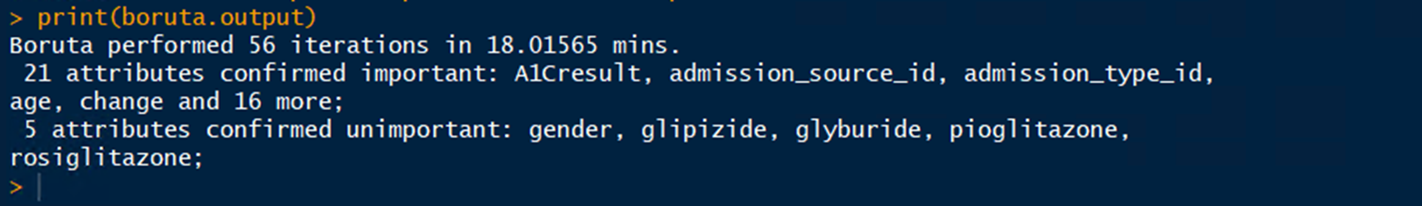 > print(boruta.output)
Boruta performed 56 iterations in 18.01565 mins.
 21 attributes confirmed important: A1Cresult, admission_source_id, admission_type_id,
age, change and 16 more;
 5 attributes confirmed unimportant: gender, glipizide, glyburide, pioglitazone,
rosiglitazone;
>